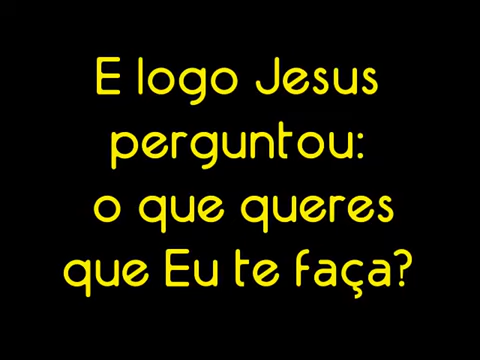 E logo Jesus
perguntou:
o que queres
que Eu te faça?